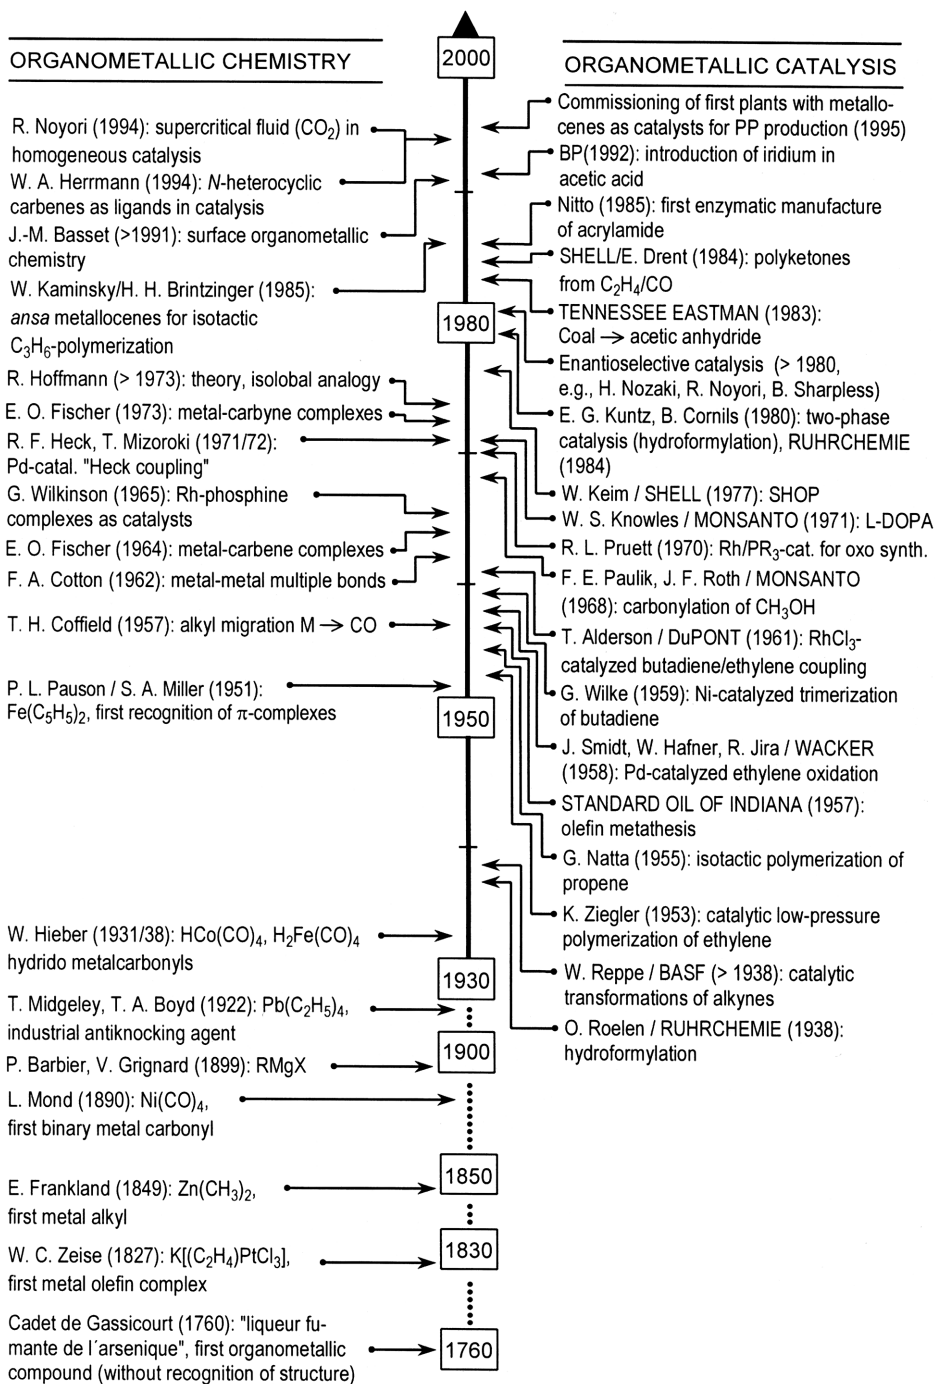 ORGANOMETALLIC CHEMISTRY
R. Noyori (1994): supercritical fluid (CO₂) in
homogeneous catalysis
W. A. Herrmann (1994): N-heterocyclic
carbenes as ligands in catalysis
J.-M. Basset (>1991): surface organometallic
chemistry
W. Kaminsky/H. H. Brintzinger (1985):
ansa metallocenes for isotactic
C₃H₆-polymerization
R. Hoffmann (> 1973): theory, isolobal analogy
E. O. Fischer (1973): metal-carbyne complexes
R. F. Heck, T. Mizoroki (1971/72):
Pd-catal. "Heck coupling"
G. Wilkinson (1965): Rh-phosphine
complexes as catalysts
E. O. Fischer (1964): metal-carbene complexes
F. A. Cotton (1962): metal-metal multiple bonds
T. H. Coffield (1957): alkyl migration M → CO
P. L. Pauson / S. A. Miller (1951):
Fe(C₅H₅)₂, first recognition of π-complexes
W. Hieber (1931/38): HCo(CO)₄, H₂Fe(CO)₄
hydrido metalcarbonyls
T. Midgeley, T. A. Boyd (1922): Pb(C₂H₅)₄,
industrial antiknocking agent
P. Barbier, V. Grignard (1899): RMgX
L. Mond (1890): Ni(CO)₄,
first binary metal carbonyl
E. Frankland (1849): Zn(CH₃)₂,
first metal alkyl
W. C. Zeise (1827): K[(C₂H₄)PtCl₃],
first metal olefin complex
Cadet de Gassicourt (1760): "liqueur fu-
mante de l´arsenique", first organometallic
compound (without recognition of structure)
2000
1980
1950
1930
1900
1850
1830
1760
ORGANOMETALLIC CATALYSIS
Commissioning of first plants with metallo-
cenes as catalysts for PP production (1995)
BP(1992): introduction of iridium in
acetic acid
Nitto (1985): first enzymatic manufacture
of acrylamide
SHELL/E. Drent (1984): polyketones
from C₂H₄/CO
TENNESSEE EASTMAN (1983):
Coal → acetic anhydride
Enantioselective catalysis (> 1980,
e.g., H. Nozaki, R. Noyori, B. Sharpless)
E. G. Kuntz, B. Cornils (1980): two-phase
catalysis (hydroformylation), RUHRCHEMIE
(1984)
W. Keim / SHELL (1977): SHOP
W. S. Knowles / MONSANTO (1971): L-DOPA
R. L. Pruett (1970): Rh/PR₃-cat. for oxo synth.
F. E. Paulik, J. F. Roth / MONSANTO
(1968): carbonylation of CH₃OH
T. Alderson / DuPONT (1961): RhCl₃-
catalyzed butadiene/ethylene coupling
G. Wilke (1959): Ni-catalyzed trimerization
of butadiene
J. Smidt, W. Hafner, R. Jira / WACKER
(1958): Pd-catalyzed ethylene oxidation
STANDARD OIL OF INDIANA (1957):
olefin metathesis
G. Natta (1955): isotactic polymerization of
propene
K. Ziegler (1953): catalytic low-pressure
polymerization of ethylene
W. Reppe / BASF (> 1938): catalytic
transformations of alkynes
O. Roelen / RUHRCHEMIE (1938):
hydroformylation